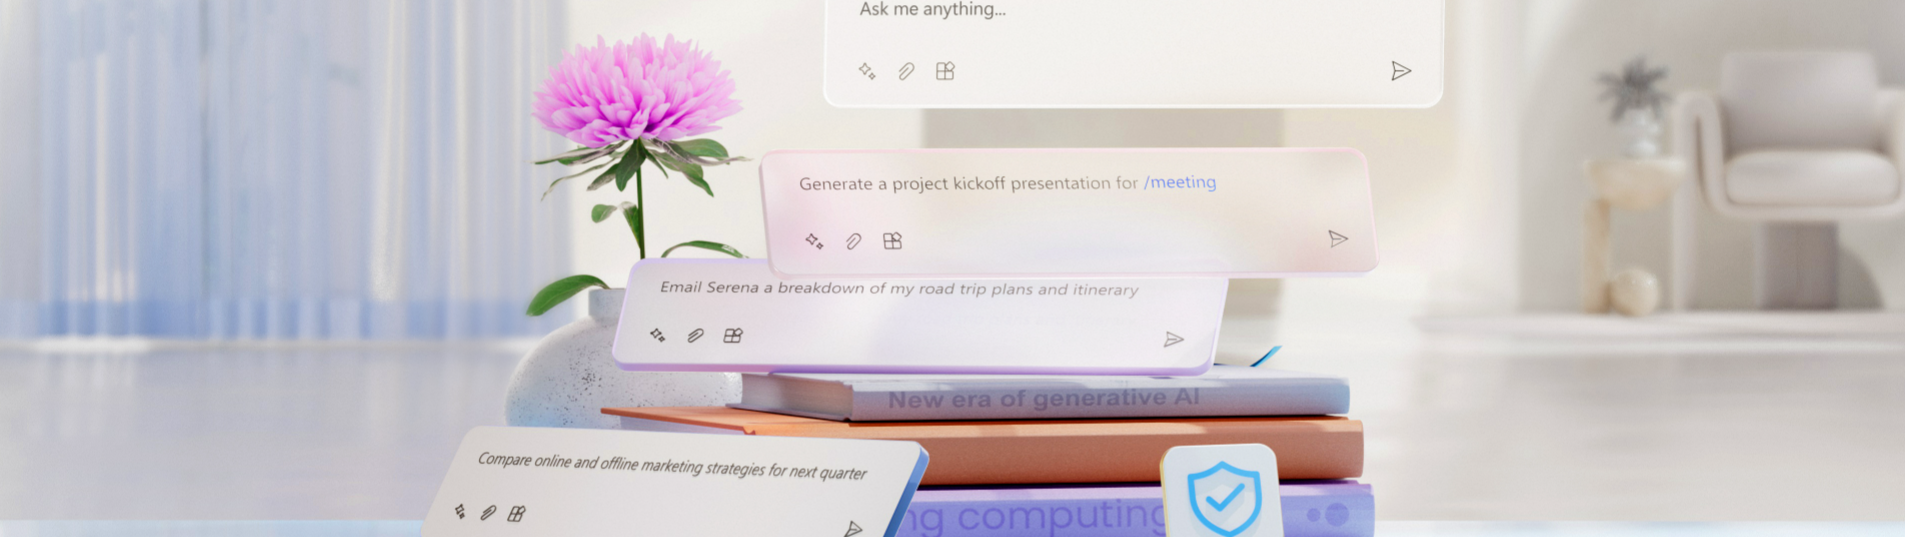 Ask me anything...
Generate a project kickoff presentation for /meeting
Email Serena a breakdown of my road trip plans and itinerary
New era of generative AI
Compare online and offline marketing strategies for next quarter
computing